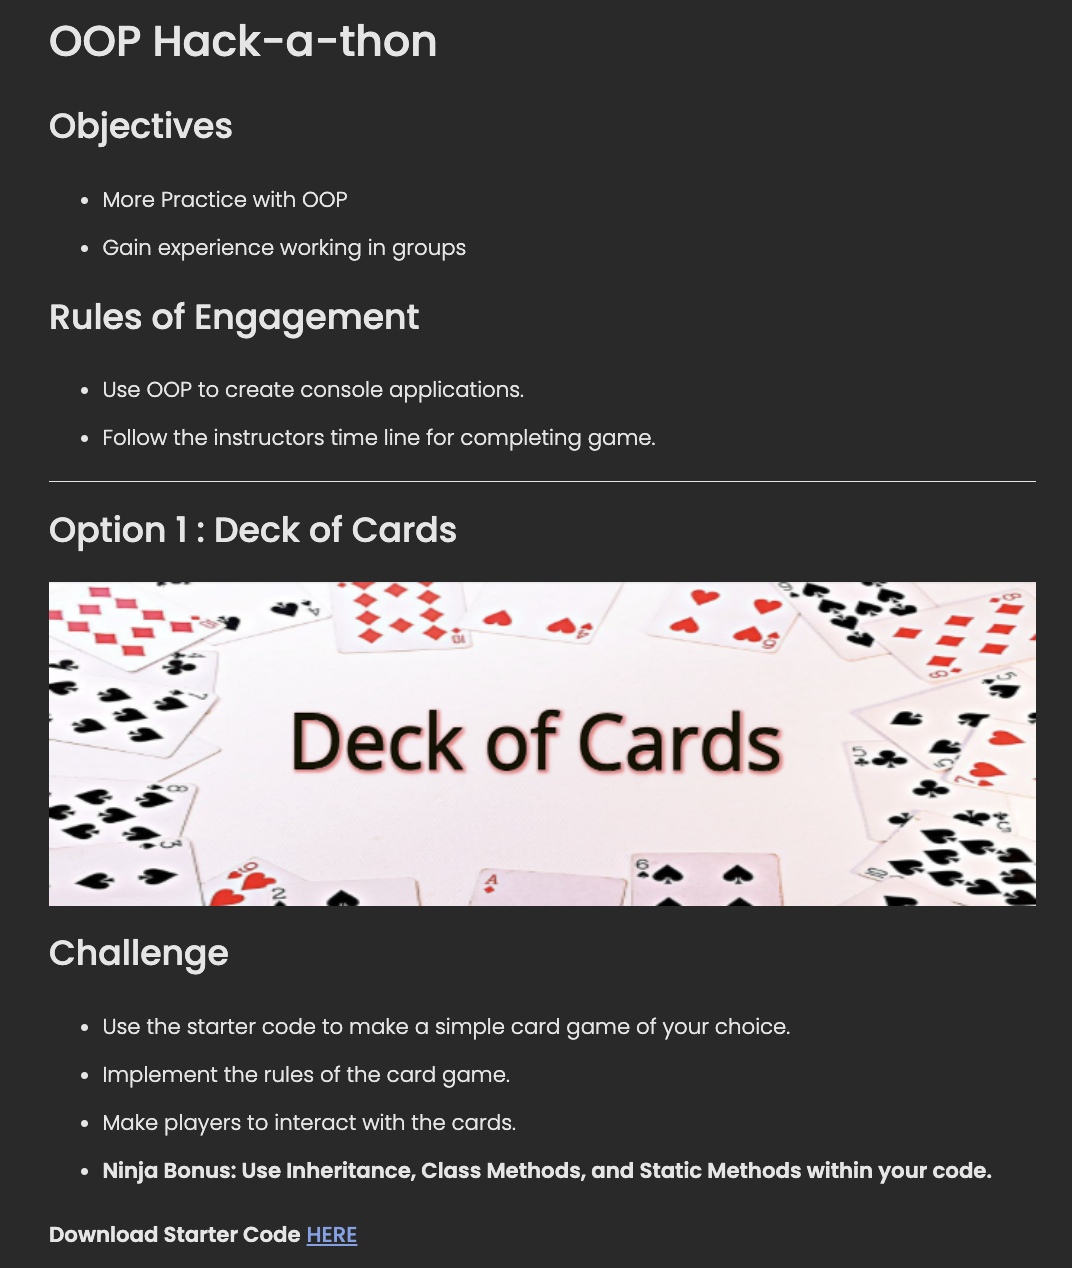 OOP Hack-a-thon
Objectives
More Practice with OOP
Gain experience working in groups
Rules of Engagement
Use OOP to create console applications.
Follow the instructors time line for completing game.
Option 1 : Deck of Cards
Deck of Cards
A
6
2
5
Challenge
Use the starter code to make a simple card game of your choice.
Implement the rules of the card game.
Make players to interact with the cards.
Ninja Bonus: Use Inheritance, Class Methods, and Static Methods within your code.
Download Starter Code HERE